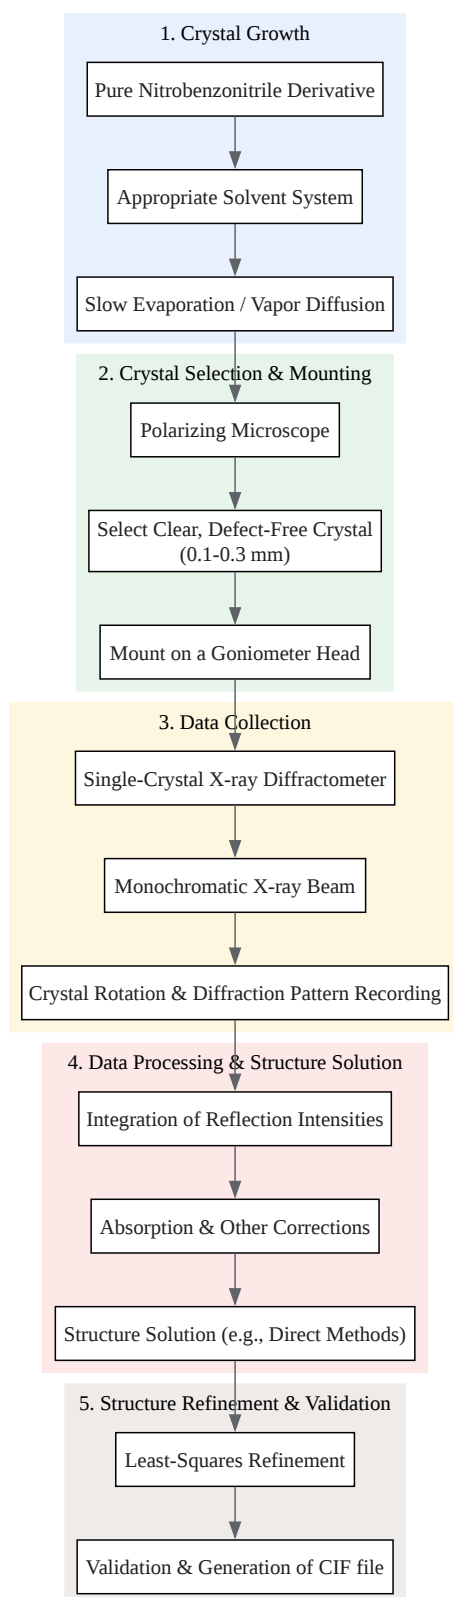 1. Crystal Growth
Pure Nitrobenzonitrile Derivative
Appropriate Solvent System
Slow Evaporation / Vapor Diffusion
2. Crystal Selection & Mounting
Polarizing Microscope
Select Clear, Defect-Free Crystal
(0.1-0.3 mm)
Mount on a Goniometer Head
3. Data Collection
Single-Crystal X-ray Diffractometer
Monochromatic X-ray Beam
Crystal Rotation & Diffraction Pattern Recording
4. Data Processing & Structure Solution
Integration of Reflection Intensities
Absorption & Other Corrections
Structure Solution (e.g., Direct Methods)
5. Structure Refinement & Validation
Least-Squares Refinement
Validation & Generation of CIF file